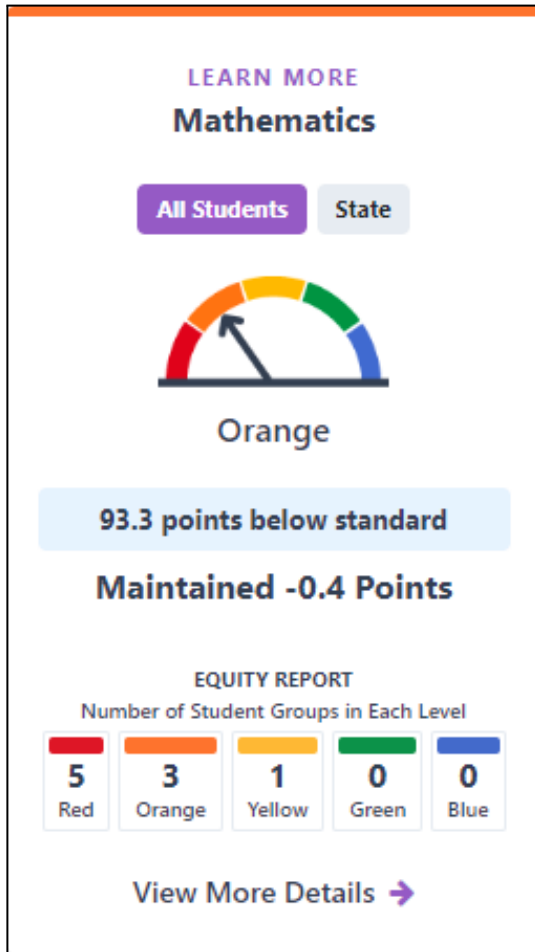 LEARN MORE
Mathematics
All Students State
Orange
93.3 points below standard
Maintained -0.4 Points
EQUITY REPORT
Number of Student Groups in Each Level
5 3 1 0 0
Red Orange Yellow Green Blue
View More Details